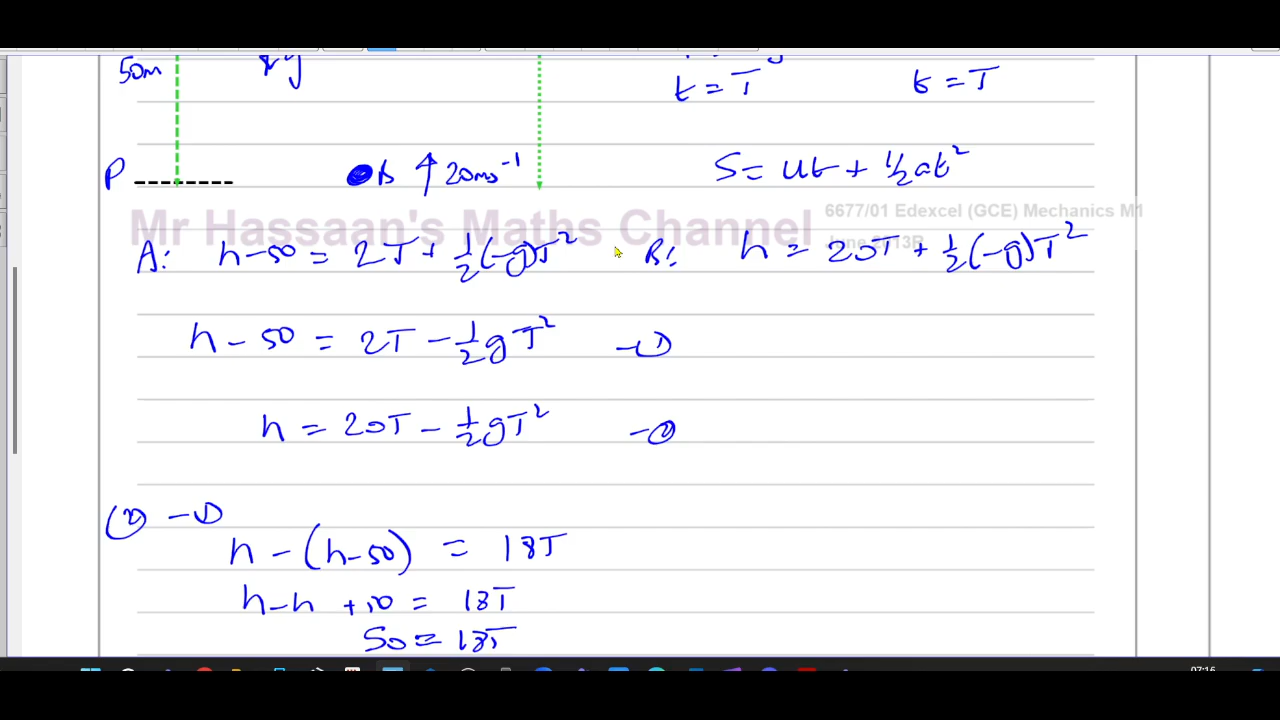 50m
t = T t = T
P B ↑ 20ms⁻¹ S = ut + ½at²
Mr Hassaan's Maths Channel 6677/01 Edexcel (GCE) Mechanics M1
A: h-50 = 2T + ½(-g)T² B: h = 20T + ½(-g)T²
h - 50 = 2T - ½gT² -①
h = 20T - ½gT² -②
② - ①
h - (h-50) = 18T
h-h +50 = 18T
50 = 18T
07:16